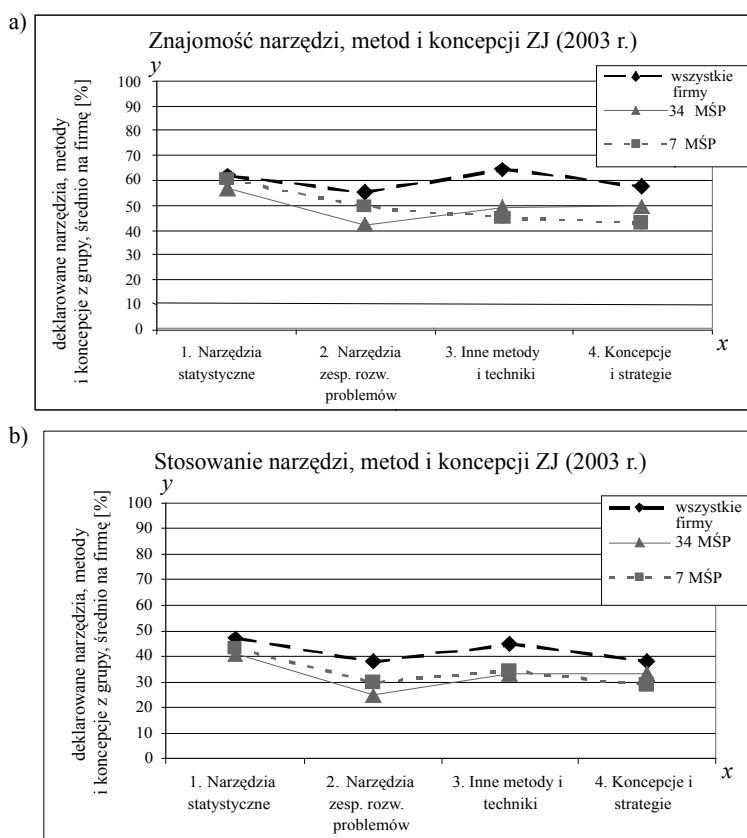 a)
Znajomość narzędzi, metod i koncepcji ZJ (2003 r.)
y
deklarowane narzędzia, metody
i koncepcje z grupy, średnio na firmę [%]
100
90
80
70
60
50
40
30
20
10
0
wszystkie
firmy
34 MŚP
7 MŚP
x
1. Narzędzia
statystyczne
2 Narzędzia
zesp. rozw.
problemów
3. Inne metody
i techniki
4. Koncepcje
i strategie
b)
Stosowanie narzędzi, metod i koncepcji ZJ (2003 r.)
y
deklarowane narzędzia, metody
i koncepcje z grupy, średnio na firmę [%]
100
90
80
70
60
50
40
30
20
10
0
wszystkie
firmy
34 MŚP
7 MŚP
x
1. Narzędzia
statystyczne
2. Narzędzia
zesp. rozw.
problemów
3. Inne metody i
techniki
4. Koncepcje i
strategie